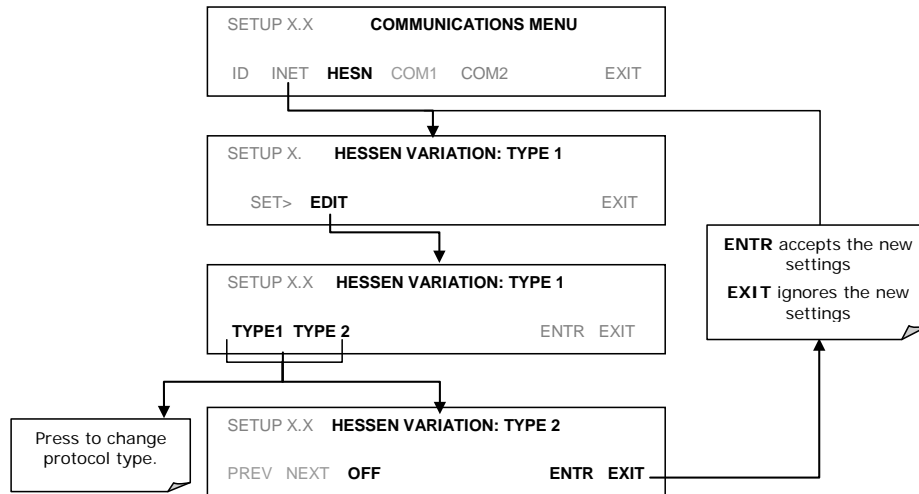 SETUP X.X COMMUNICATIONS MENU
ID INET HESN COM1 COM2 EXIT
SETUP X. HESSEN VARIATION: TYPE 1
SET> EDIT EXIT
ENTR accepts the new
settings
EXIT ignores the new
settings
SETUP X.X HESSEN VARIATION: TYPE 1
TYPE1 TYPE 2 ENTR EXIT
Press to change
protocol type.
SETUP X.X HESSEN VARIATION: TYPE 2
PREV NEXT OFF ENTR EXIT